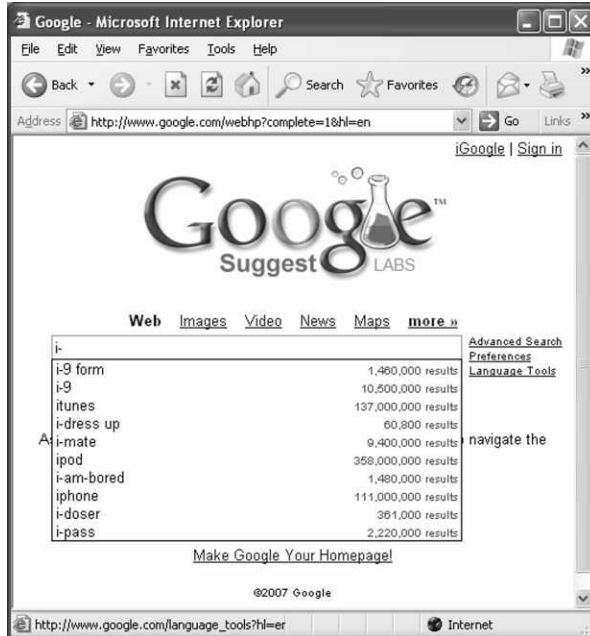 Google - Microsoft Internet Explorer
File Edit View Favorites Tools Help
Back Search Favorites »
Address http://www.google.com/webhp?complete=1&hl=en Go Links »
iGoogle | Sign in
Google™
Suggest LABS
Web Images Video News Maps more »
i-
Advanced Search
Preferences
Language Tools
i-9 form 1,460,000 results
i-9 10,500,000 results
itunes 137,000,000 results
i-dress up 60,800 results
i-mate 9,400,000 results
navigate the
ipod 358,000,000 results
i-am-bored 1,480,000 results
iphone 111,000,000 results
i-doser 361,000 results
i-pass 2,220,000 results
Make Google Your Homepage!
©2007 Google
http://www.google.com/language_tools?hl=er Internet